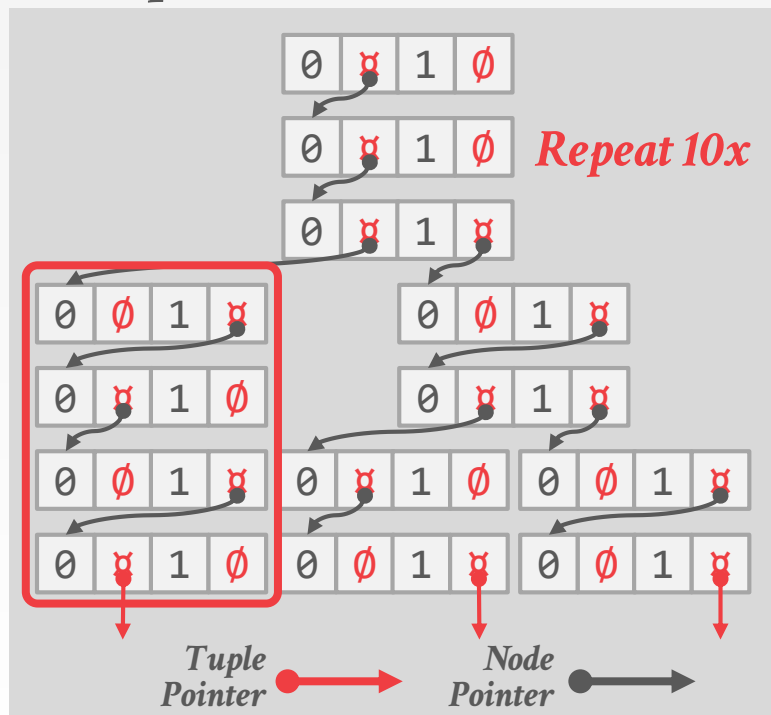 0 ¤ 1 Ø
0 ¤ 1 Ø
Repeat 10x
0 ¤ 1 ¤
0 Ø 1 ¤ 0 Ø 1 ¤
0 ¤ 1 Ø 0 ¤ 1 ¤
0 Ø 1 ¤ 0 ¤ 1 Ø 0 Ø 1 ¤
0 ¤ 1 Ø 0 Ø 1 ¤ 0 Ø 1 ¤
Tuple
Pointer
Node
Pointer